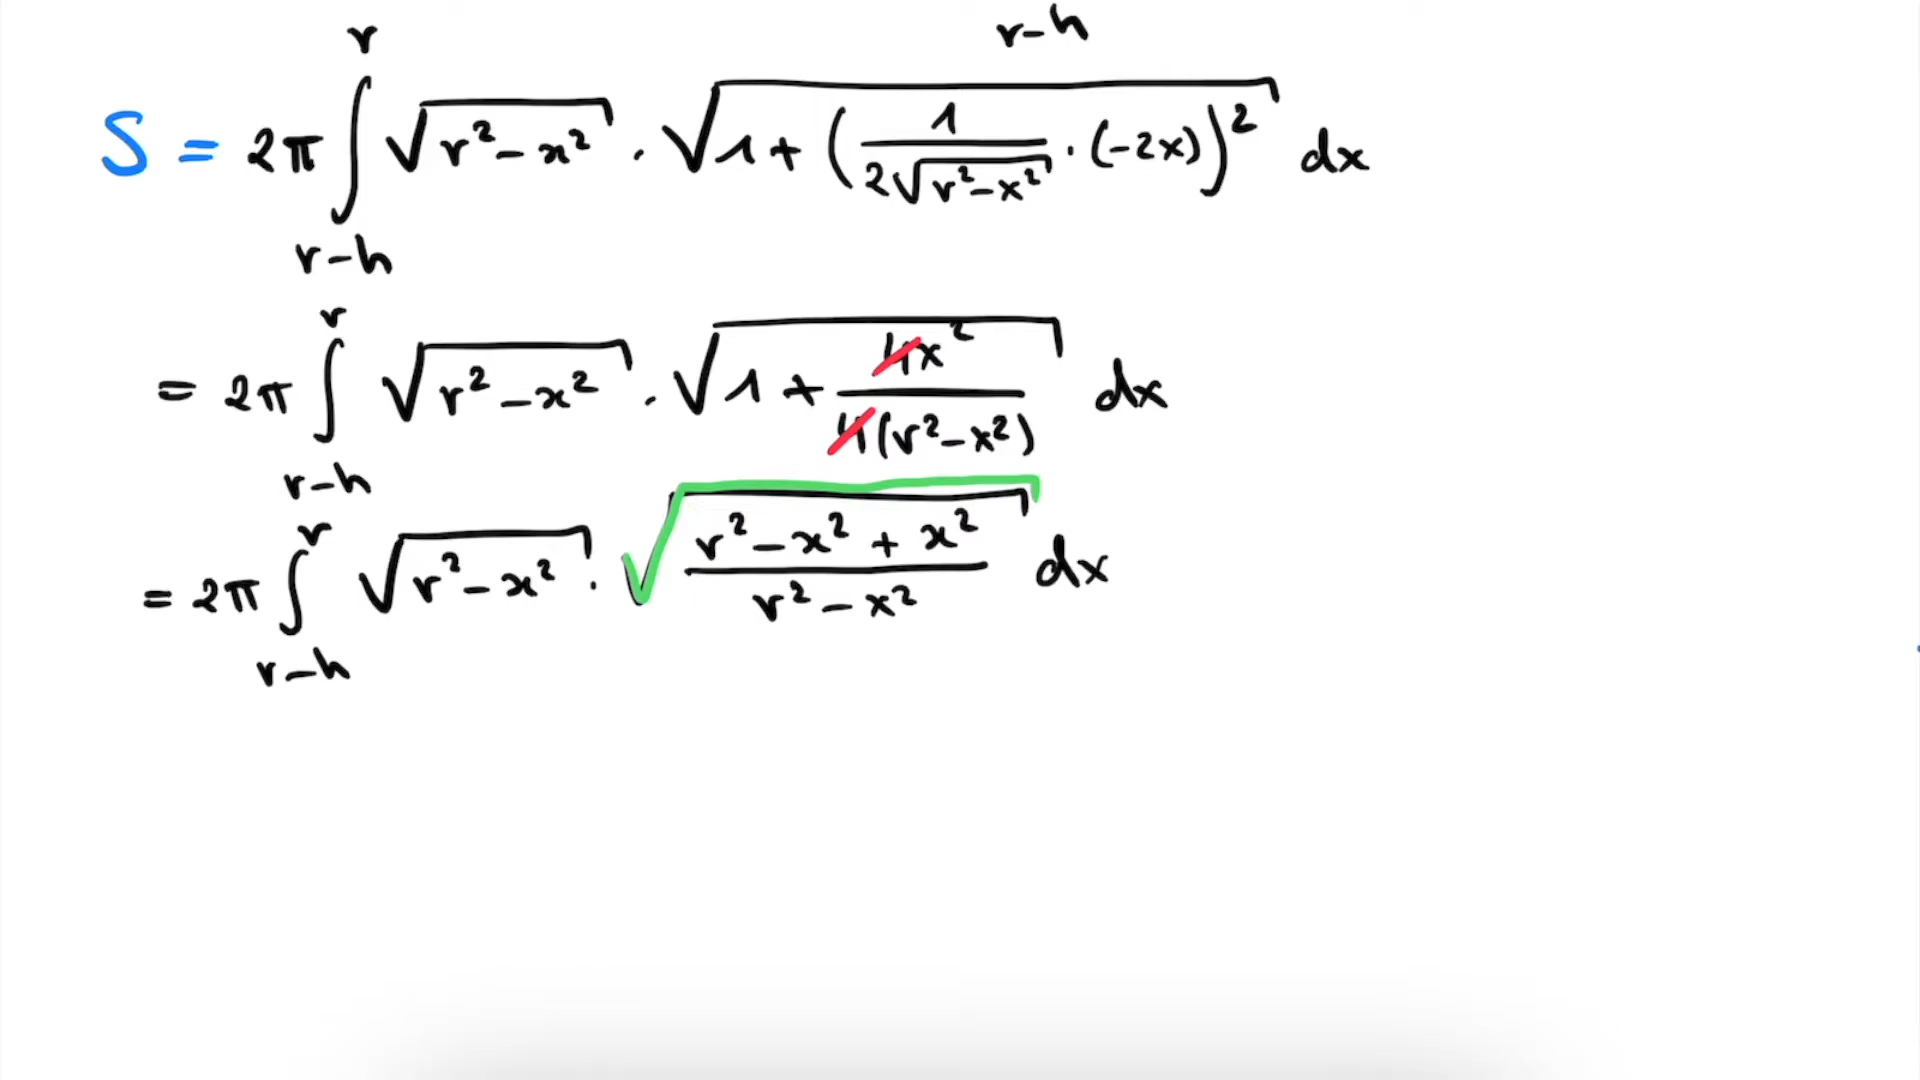 r-h
r
S = 2π ∫ √(r²-x²) · √(1+(1/(2√(r²-x²)) · (-2x))²) dx
r-h
r
= 2π ∫ √(r²-x²) · √(1+4x²/(4(r²-x²))) dx
r-h
r
= 2π ∫ √(r²-x²) · √((r²-x²+x²)/(r²-x²)) dx
r-h